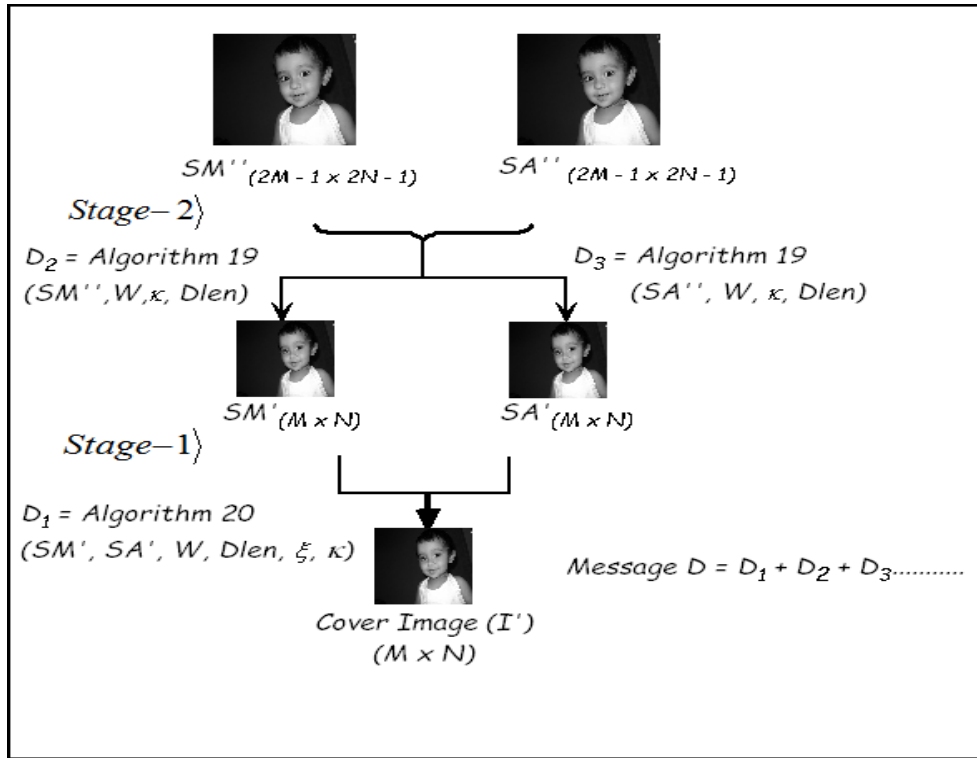 SM''(2M - 1 x 2N - 1)
SA''(2M - 1 x 2N - 1)
Stage-2⟩
D₂ = Algorithm 19
(SM'',W,κ, Dlen)
D₃ = Algorithm 19
(SA'', W, κ, Dlen)
SM'(M x N)
SA'(M x N)
Stage-1⟩
D₁ = Algorithm 20
(SM', SA', W, Dlen, ξ, κ)
Message D = D₁ + D₂ + D₃...........
Cover Image (I')
(M x N)